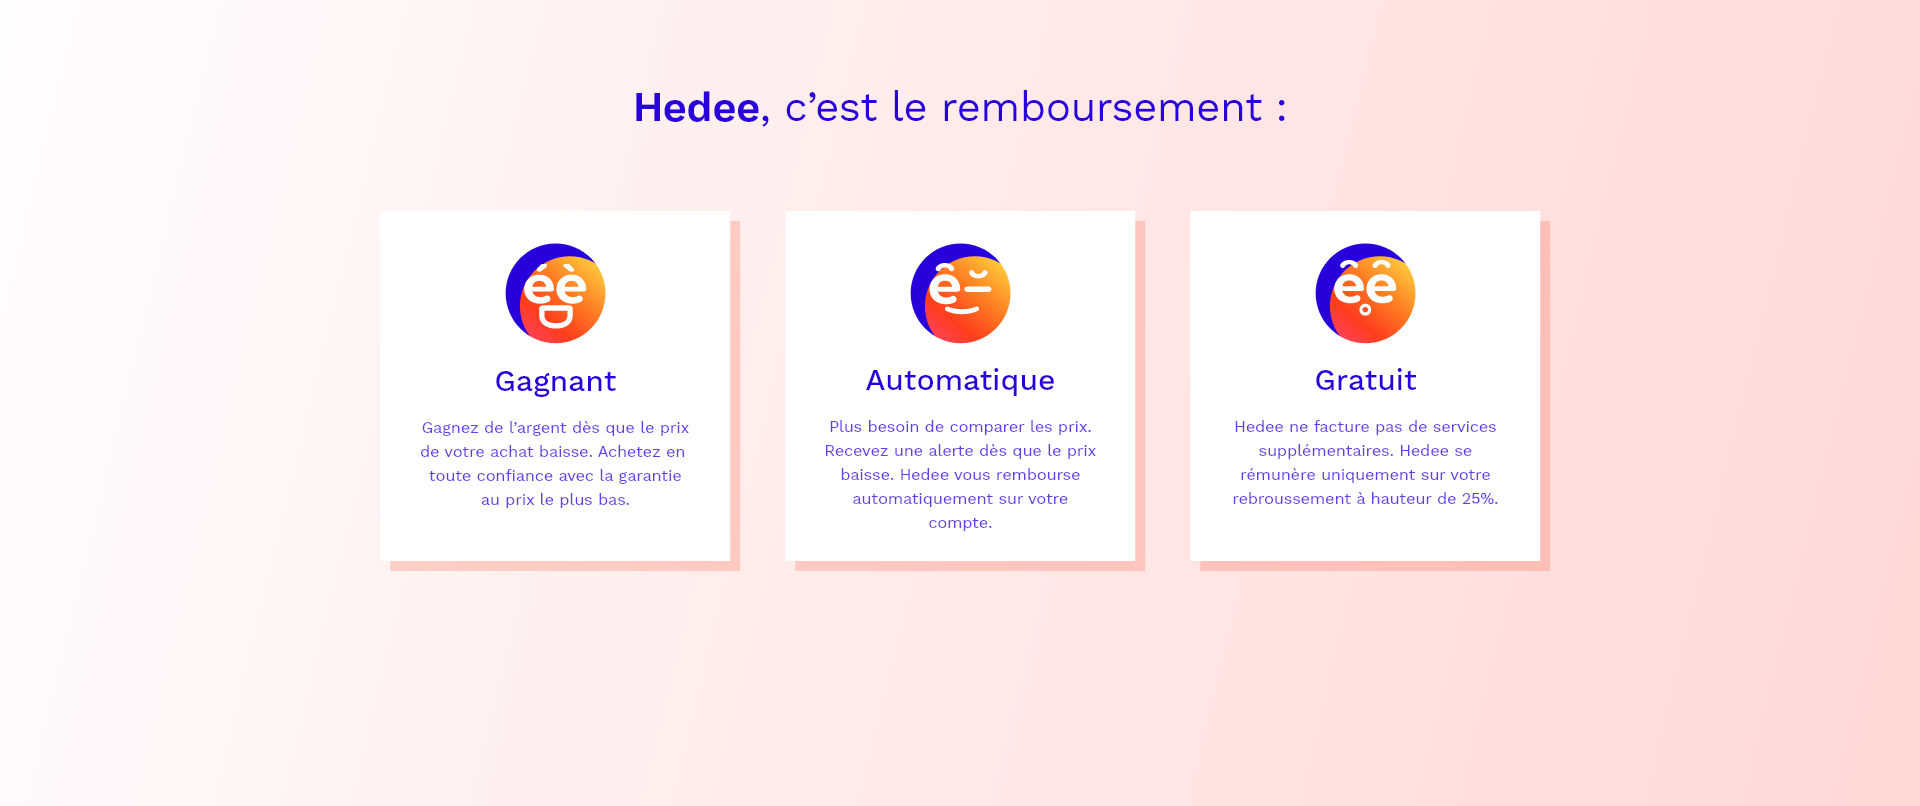 Hedee, c’est le remboursement :
Gagnant
Gagnez de l’argent dès que le prix
de votre achat baisse. Achetez en
toute confiance avec la garantie
au prix le plus bas.
Automatique
Plus besoin de comparer les prix.
Recevez une alerte dès que le prix
baisse. Hedee vous rembourse
automatiquement sur votre
compte.
Gratuit
Hedee ne facture pas de services
supplémentaires. Hedee se
rémunère uniquement sur votre
rebroussement à hauteur de 25%.